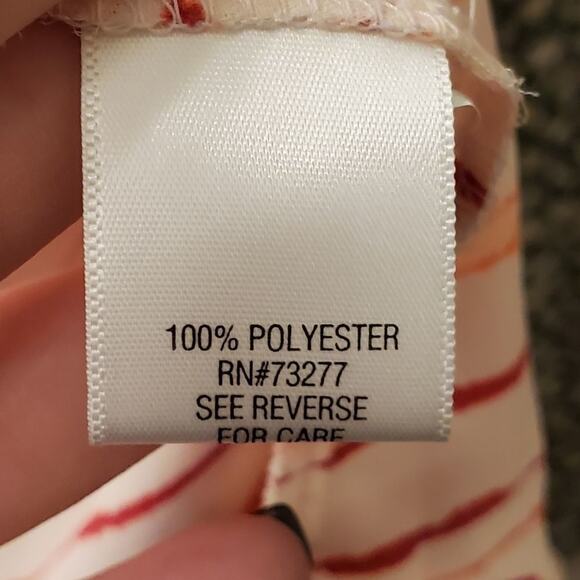 100% POLYESTER
RN#73277
SEE REVERSE
FOR CARE